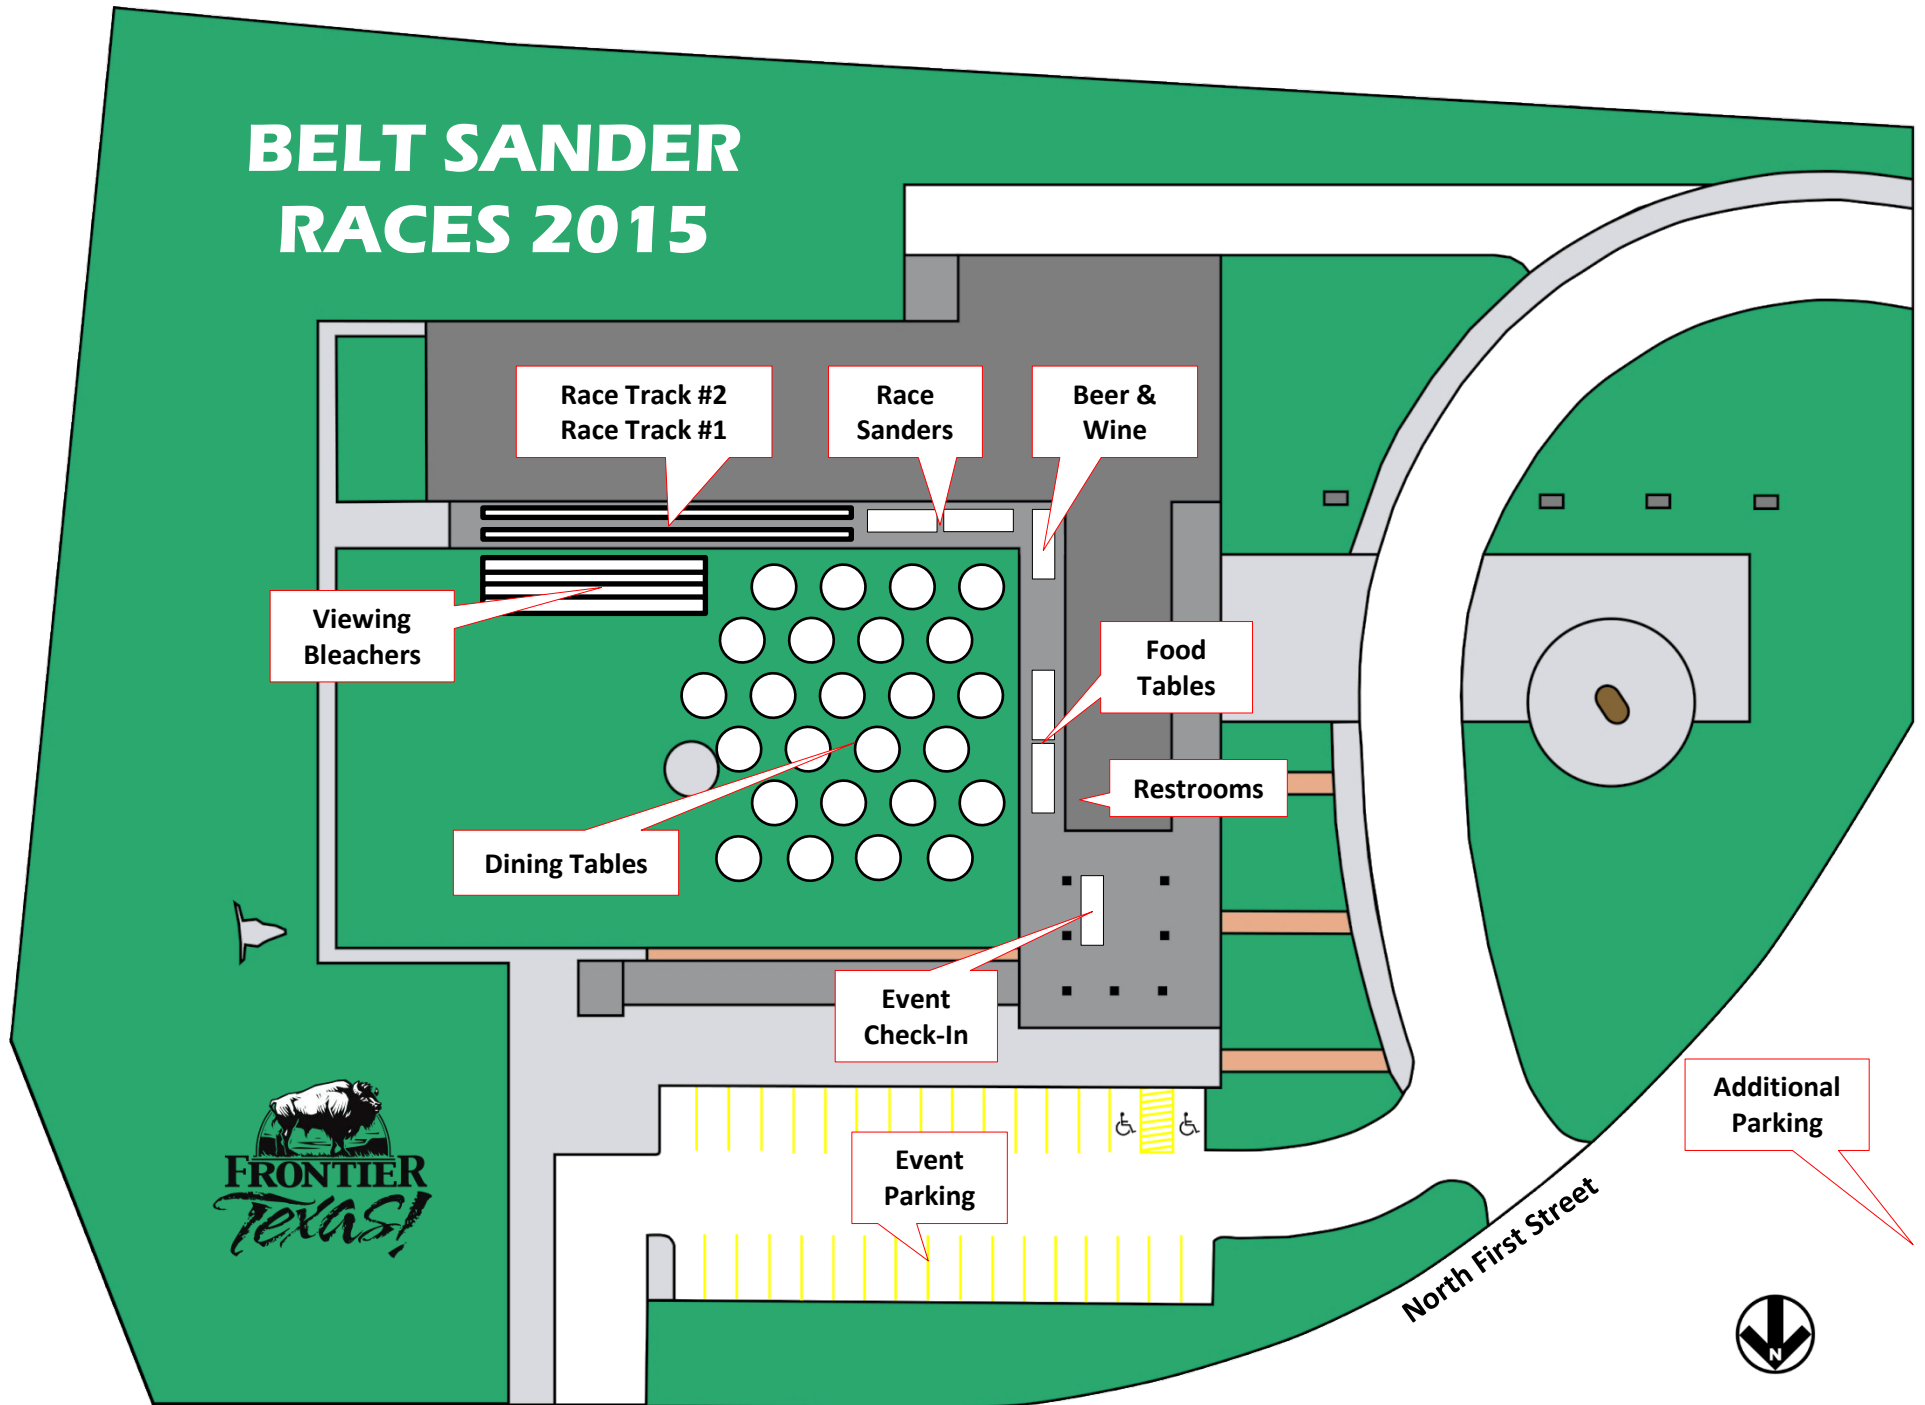 BELT SANDER
RACES 2015
Race Track #2
Race Track #1
Race
Sanders
Beer &
Wine
Viewing
Bleachers
Food
Tables
Restrooms
Dining Tables
Event
Check-In
Additional
Parking
Event
Parking
FRONTIER
Texas!
North First Street
N